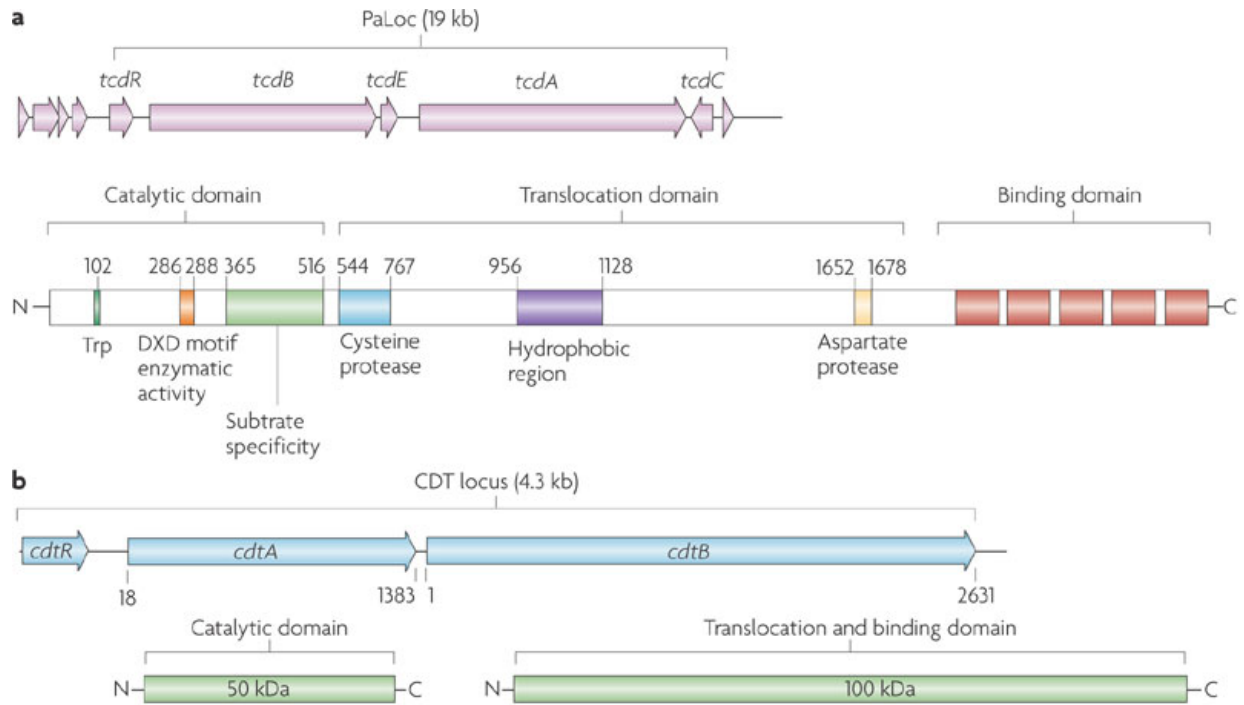 a
PaLoc (19 kb)
tcdR tcdB tcdE tcdA tcdC
Catalytic domain Translocation domain Binding domain
102 286 288 365 516 544 767 956 1128 1652 1678
N C
Trp
DXD motif
enzymatic
activity
Subtrate
specificity
Cysteine
protease
Hydrophobic
region
Aspartate
protease
b
CDT locus (4.3 kb)
cdtR cdtA cdtB
18 1383 1 2631
Catalytic domain Translocation and binding domain
N 50 kDa C N 100 kDa C